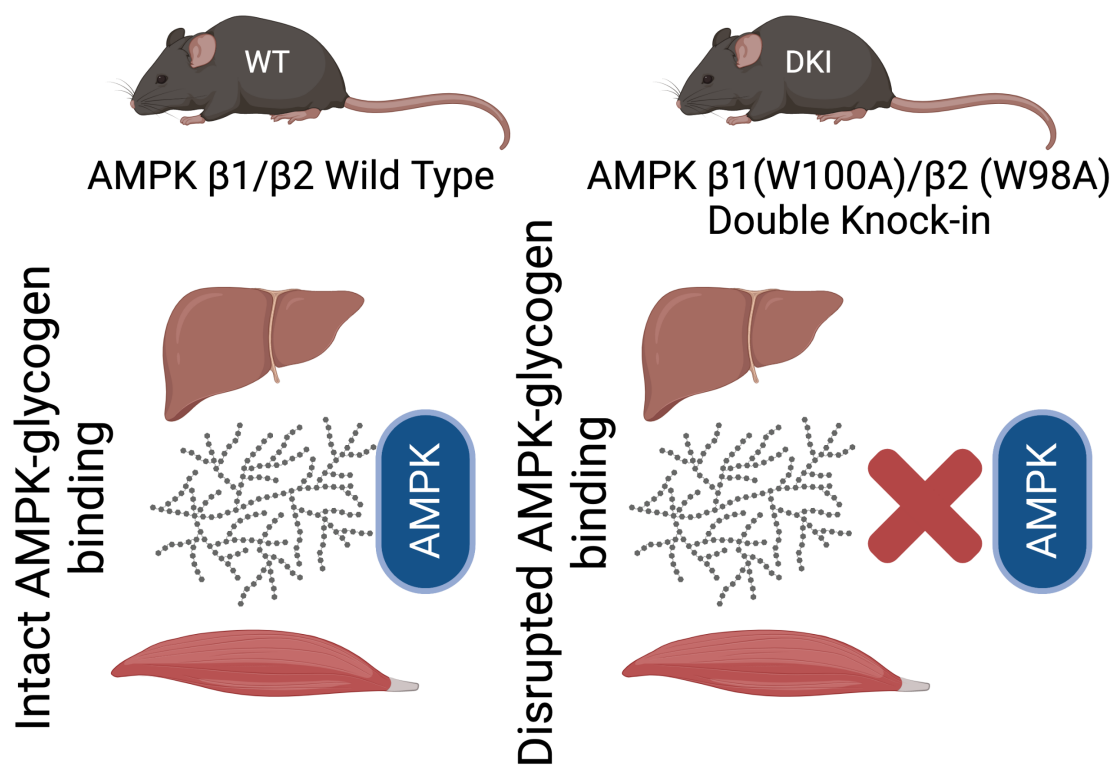 WT
AMPK β1/β2 Wild Type
Intact AMPK-glycogen
binding
AMPK
DKI
AMPK β1(W100A)/β2 (W98A)
Double Knock-in
Disrupted AMPK-glycogen
binding
AMPK